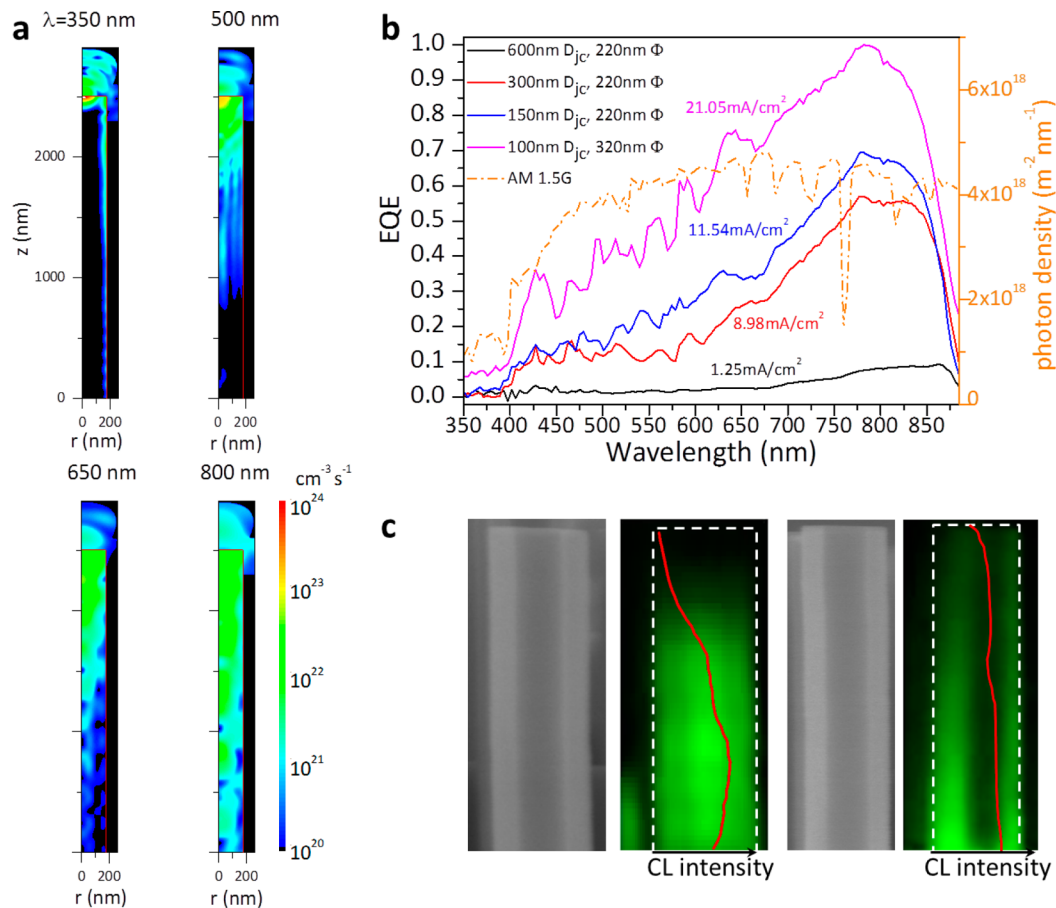 a
λ=350 nm
500 nm
z (nm)
2000
1000
0
0 200
r (nm)
0 200
r (nm)
650 nm
800 nm
cm⁻³ s⁻¹
10²⁴
10²³
10²²
10²¹
10²⁰
0 200
r (nm)
0 200
r (nm)
b
EQE
1.0
0.9
0.8
0.7
0.6
0.5
0.4
0.3
0.2
0.1
0.0
600nm Djc, 220nm Φ
300nm Djc, 220nm Φ
150nm Djc, 220nm Φ
100nm Djc, 320nm Φ
AM 1.5G
21.05mA/cm²
11.54mA/cm²
8.98mA/cm²
1.25mA/cm²
6x10¹⁸
4x10¹⁸
2x10¹⁸
0
photon density (m⁻² nm⁻¹)
350 400 450 500 550 600 650 700 750 800 850
Wavelength (nm)
c
CL intensity
CL intensity